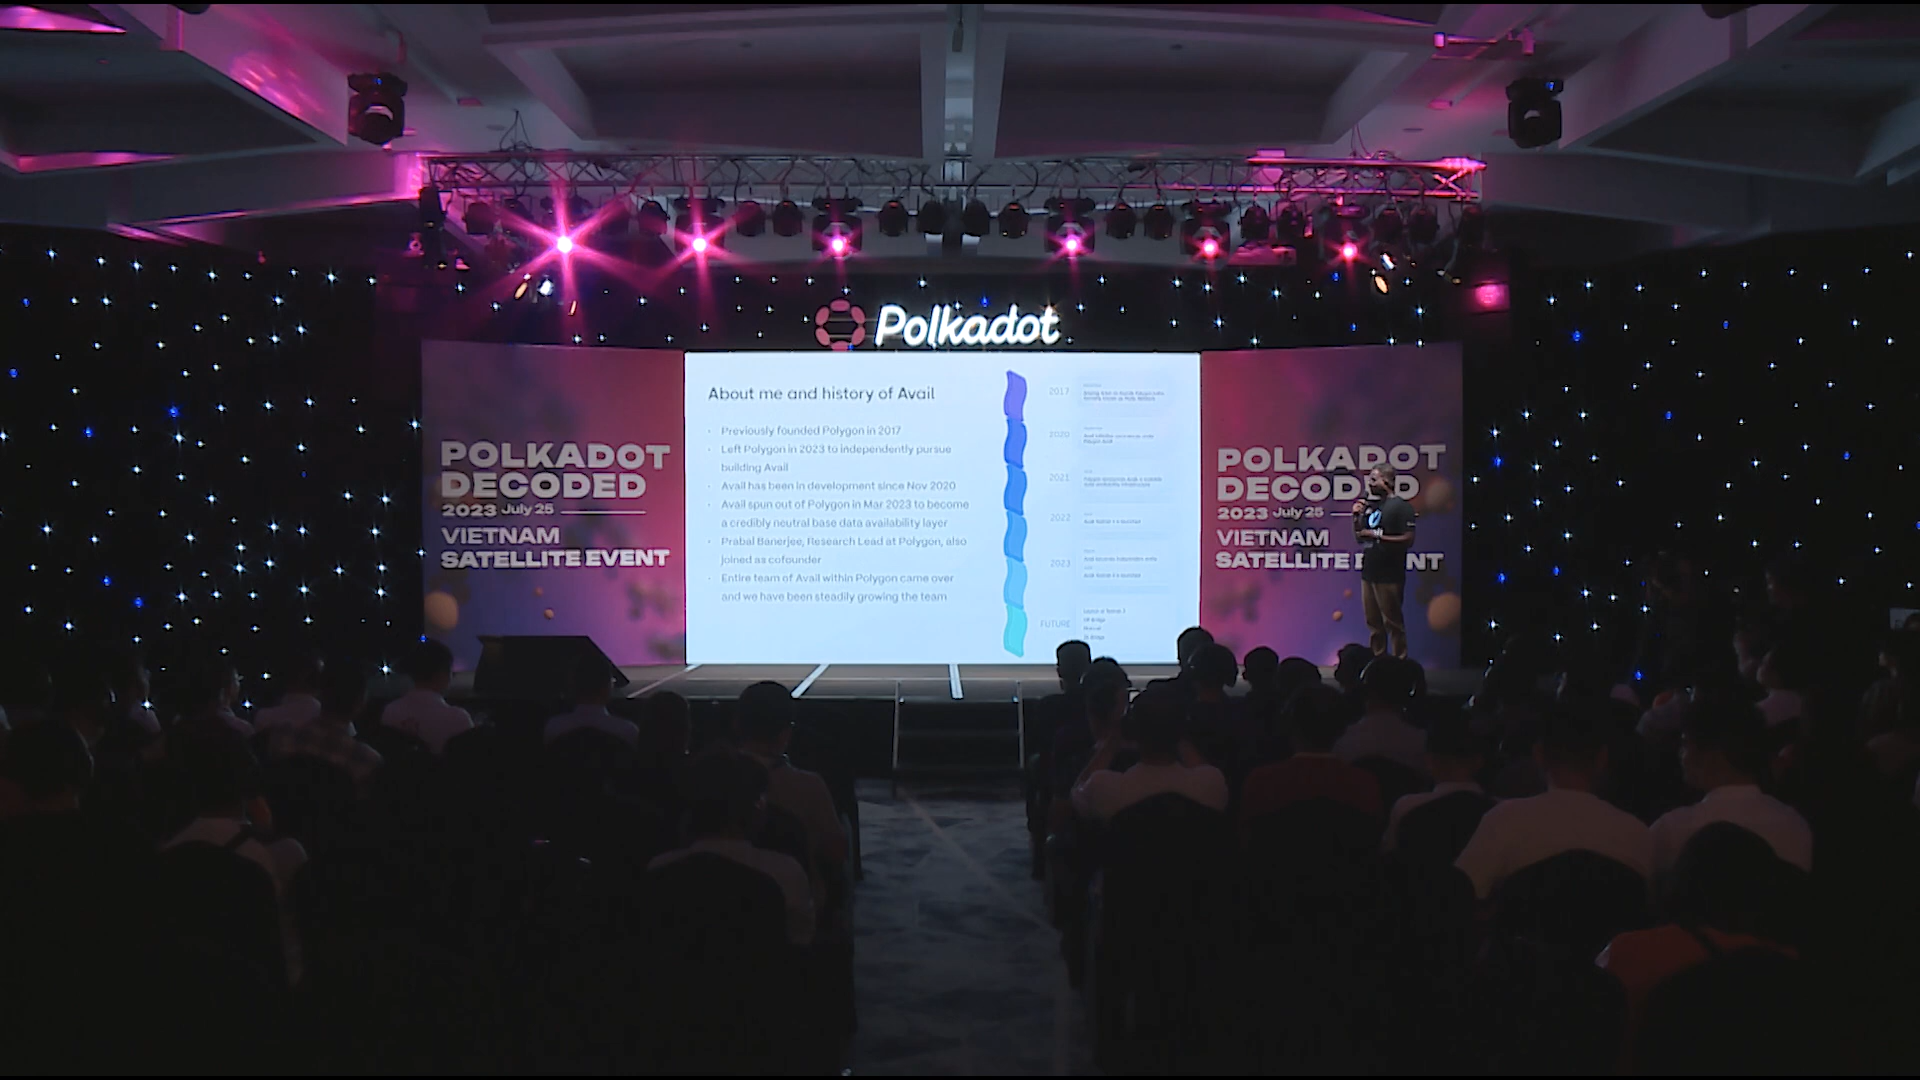 Polkadot
POLKADOT
DECODED
2023 July 25
VIETNAM
SATELLITE EVENT
About me and history of Avail
Previously founded Polygon in 2017
Left Polygon in 2023 to independently pursue
building Avail
Avail has been in development since Nov 2020
Avail spun out of Polygon in Mar 2023 to become
a credibly neutral base data availability layer
Prabal Banerjee, Research Lead at Polygon, also
joined as cofounder
Entire team of Avail within Polygon came over
and we have been steadily growing the team
2017
2020
2021
2022
2023
FUTURE
POLKADOT
DECODED
2023 July 25
VIETNAM
SATELLITE